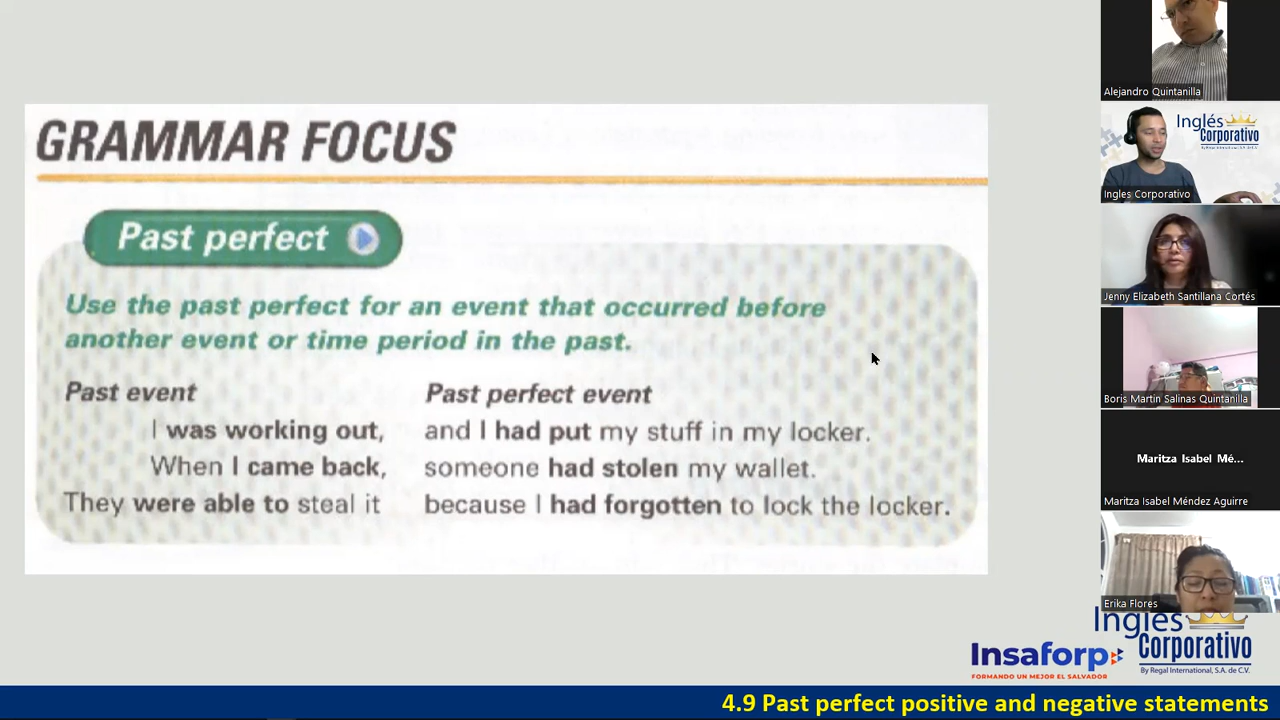 GRAMMAR FOCUS
Past perfect
Use the past perfect for an event that occurred before
another event or time period in the past.
Past event Past perfect event
I was working out, and I had put my stuff in my locker.
When I came back, someone had stolen my wallet.
They were able to steal it because I had forgotten to lock the locker.
Alejandro Quintanilla
Inglés
Corporativo
By Regal International, S.A. de C.V.
Ingles Corporativo
Jenny Elizabeth Santillana Cortés
Boris Martin Salinas Quintanilla
Maritza Isabel Mé...
Maritza Isabel Méndez Aguirre
Erika Flores
Inglés
Corporativo
By Regal International, S.A. de C.V.
Insaforp
FORMANDO UN MEJOR EL SALVADOR
4.9 Past perfect positive and negative statements